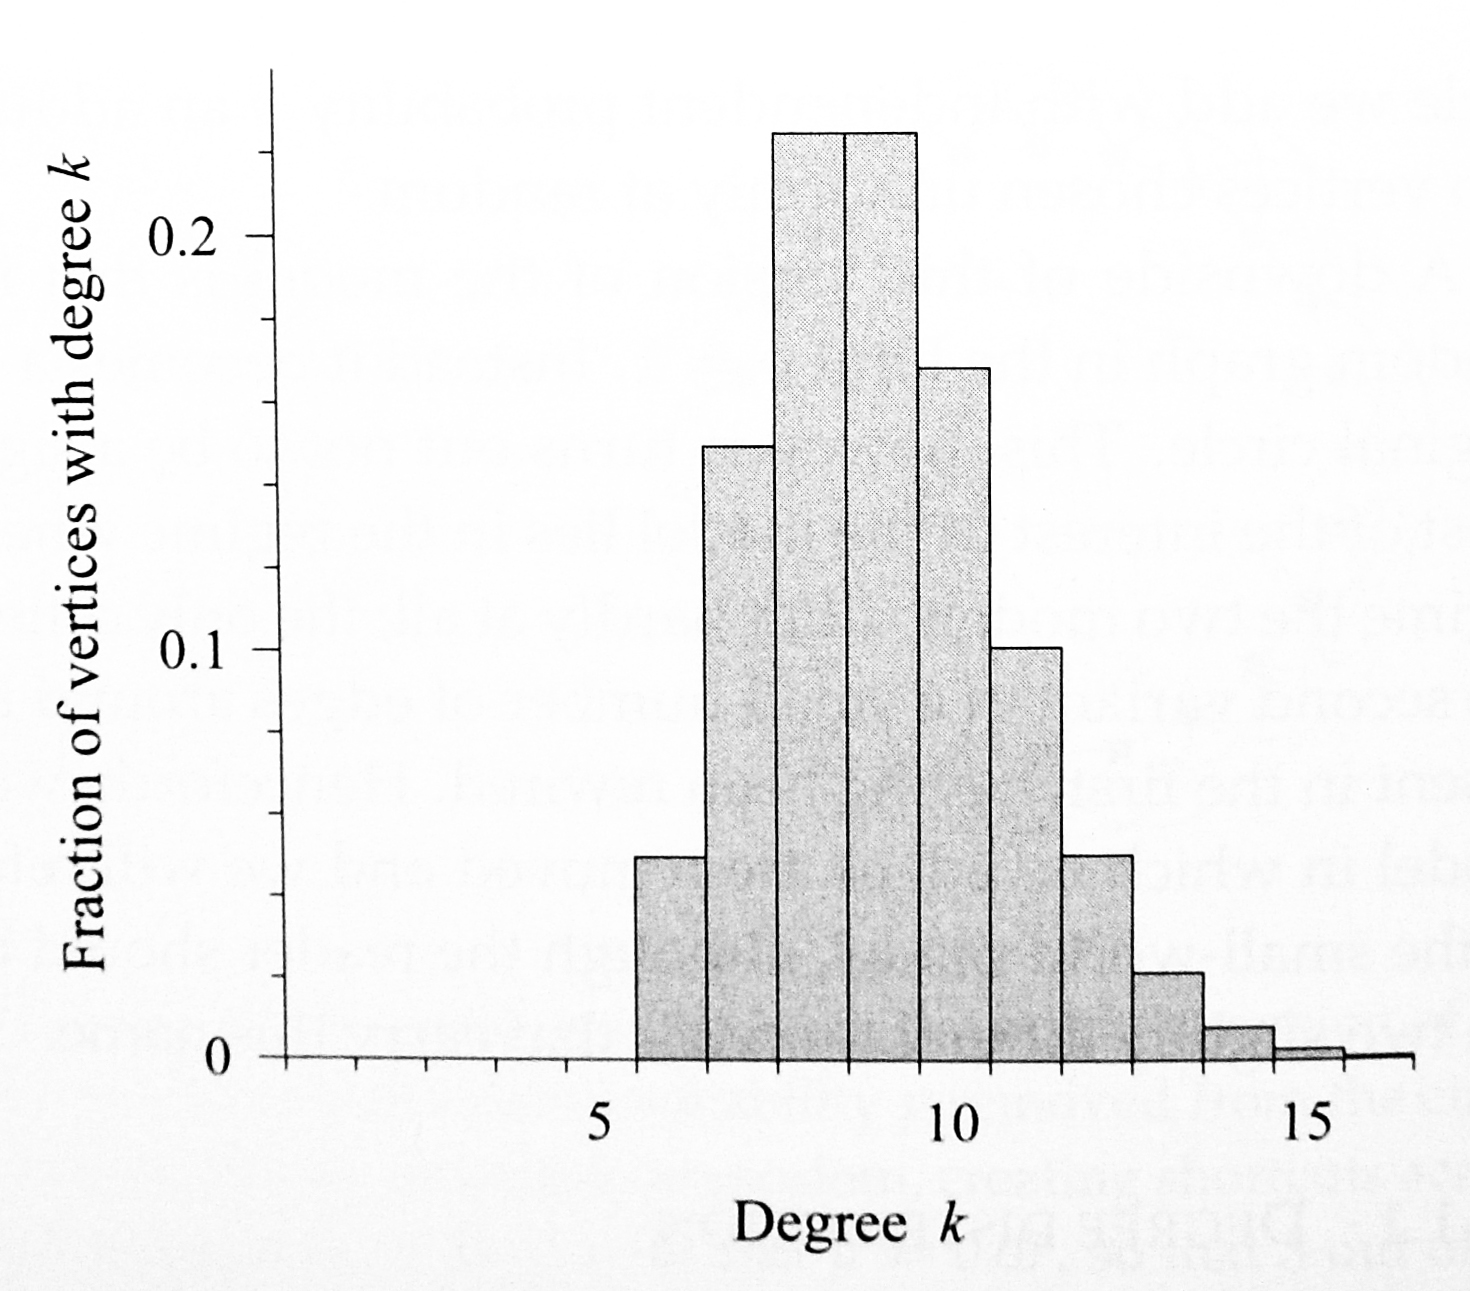 Fraction of vertices with degree k
0.2
0.1
0
5 10 15
Degree k